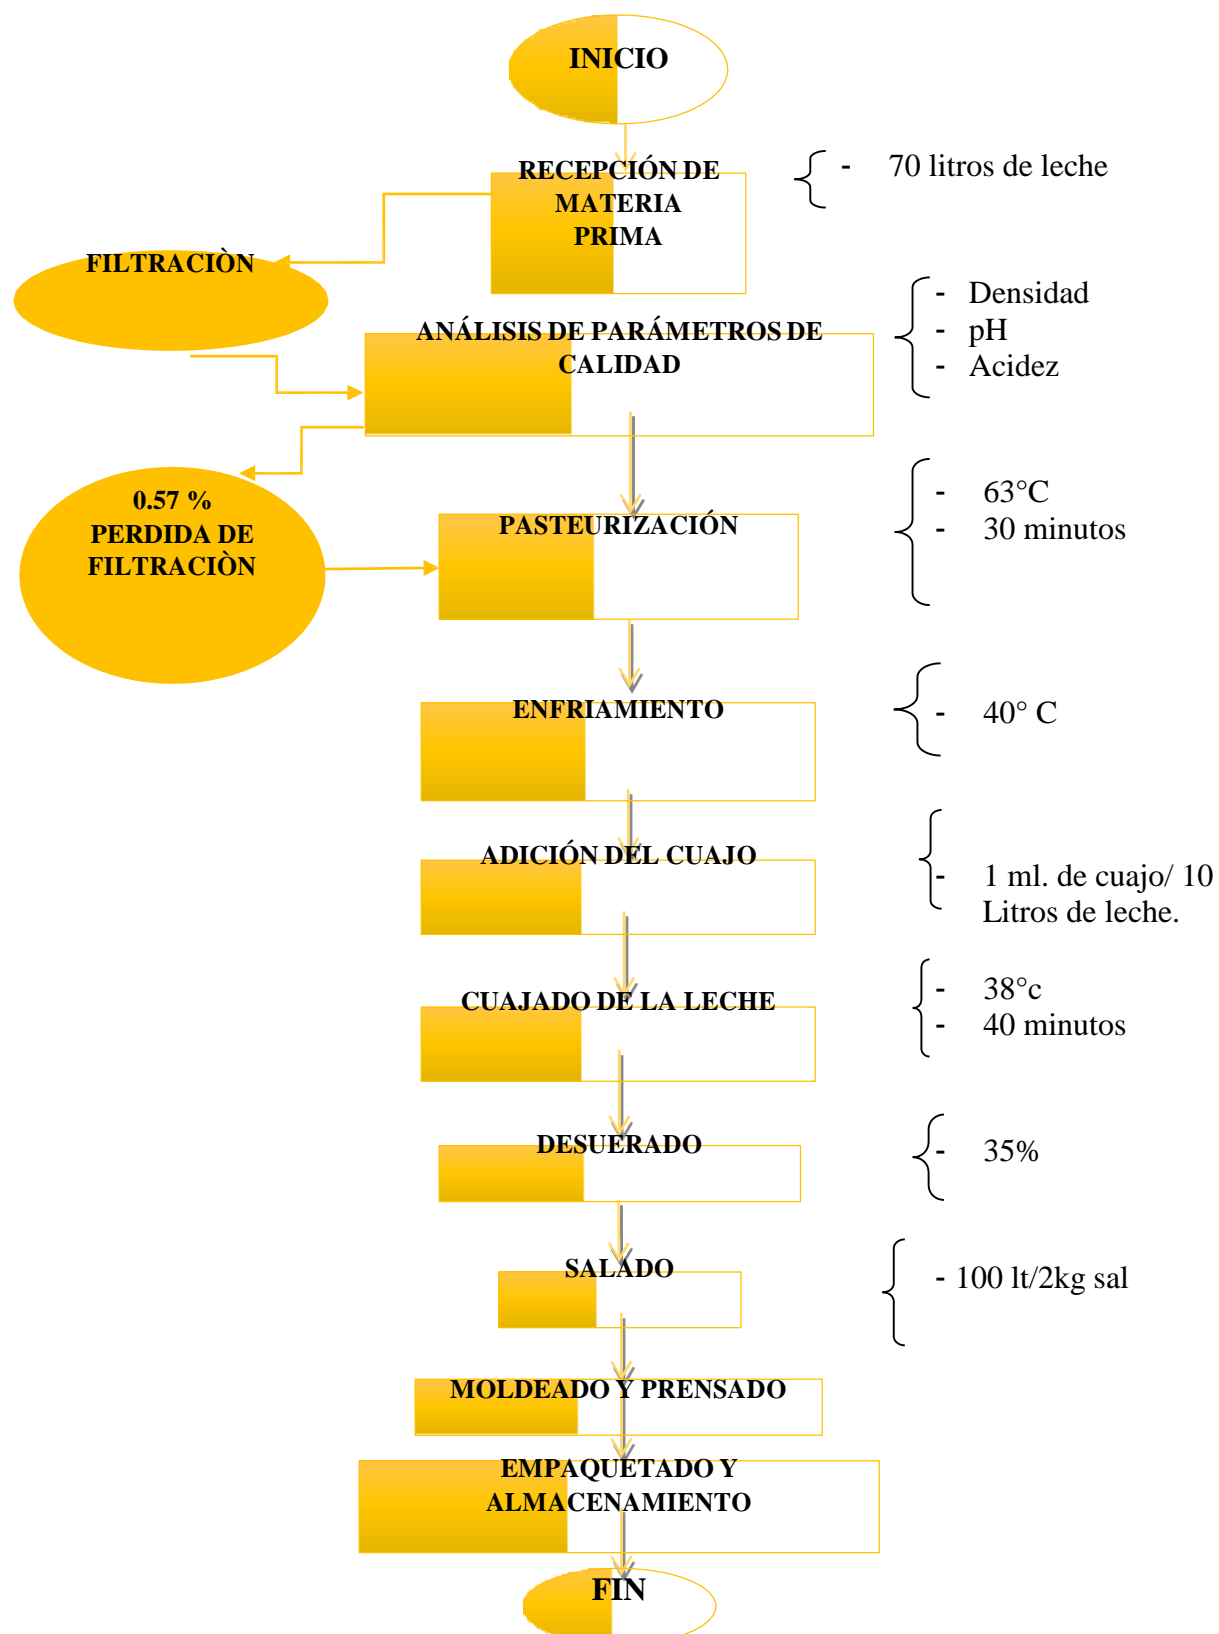 INICIO
RECEPCIÓN DE
MATERIA
PRIMA
- 70 litros de leche
FILTRACIÒN
ANÁLISIS DE PARÁMETROS DE
CALIDAD
- Densidad
- pH
- Acidez
0.57 %
PERDIDA DE
FILTRACIÒN
PASTEURIZACIÓN
- 63°C
- 30 minutos
ENFRIAMIENTO
- 40° C
ADICIÓN DEL CUAJO
- 1 ml. de cuajo/ 10
Litros de leche.
CUAJADO DE LA LECHE
- 38°c
- 40 minutos
DESUERADO
- 35%
SALADO
- 100 lt/2kg sal
MOLDEADO Y PRENSADO
EMPAQUETADO Y
ALMACENAMIENTO
FIN